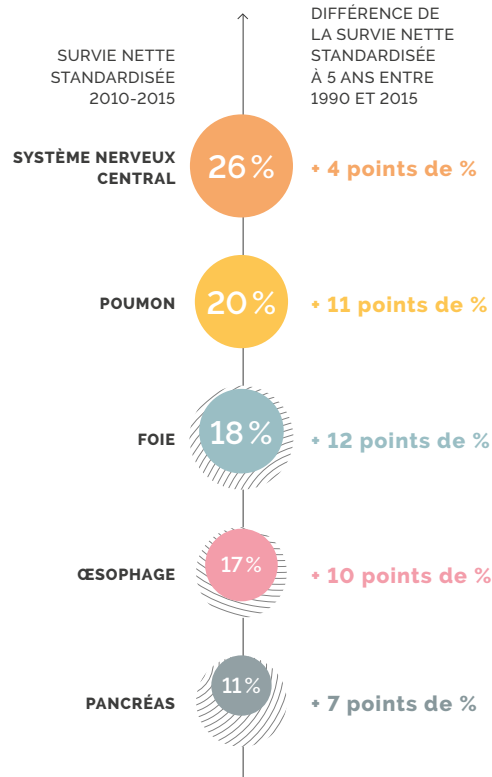 SURVIE NETTE
STANDARDISÉE
2010-2015
DIFFÉRENCE DE
LA SURVIE NETTE
STANDARDISÉE
À 5 ANS ENTRE
1990 ET 2015
SYSTÈME NERVEUX
CENTRAL
26 %
+ 4 points de %
POUMON
20 %
+ 11 points de %
FOIE
18 %
+ 12 points de %
ŒSOPHAGE
17 %
+ 10 points de %
PANCRÉAS
11 %
+ 7 points de %